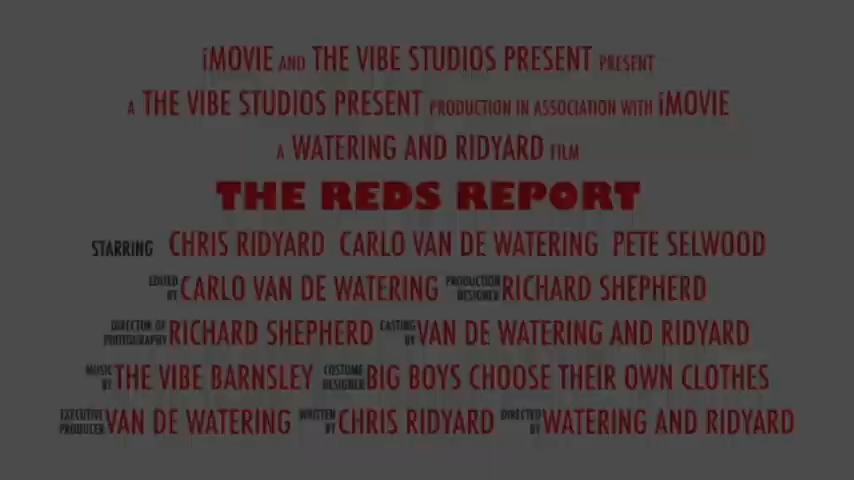 iMOVIE AND THE VIBE STUDIOS PRESENT PRESENT
A THE VIBE STUDIOS PRESENT PRODUCTION IN ASSOCIATION WITH iMOVIE
A WATERING AND RIDYARD FILM
THE REDS REPORT
STARRING CHRIS RIDYARD CARLO VAN DE WATERING PETE SELWOOD
EDITED BY CARLO VAN DE WATERING PRODUCTION DESIGNER RICHARD SHEPHERD
DIRECTOR OF PHOTOGRAPHY RICHARD SHEPHERD CASTING BY VAN DE WATERING AND RIDYARD
MUSIC BY THE VIBE BARNSLEY COSTUME DESIGNER BIG BOYS CHOOSE THEIR OWN CLOTHES
EXECUTIVE PRODUCER VAN DE WATERING WRITTEN BY CHRIS RIDYARD DIRECTED BY WATERING AND RIDYARD